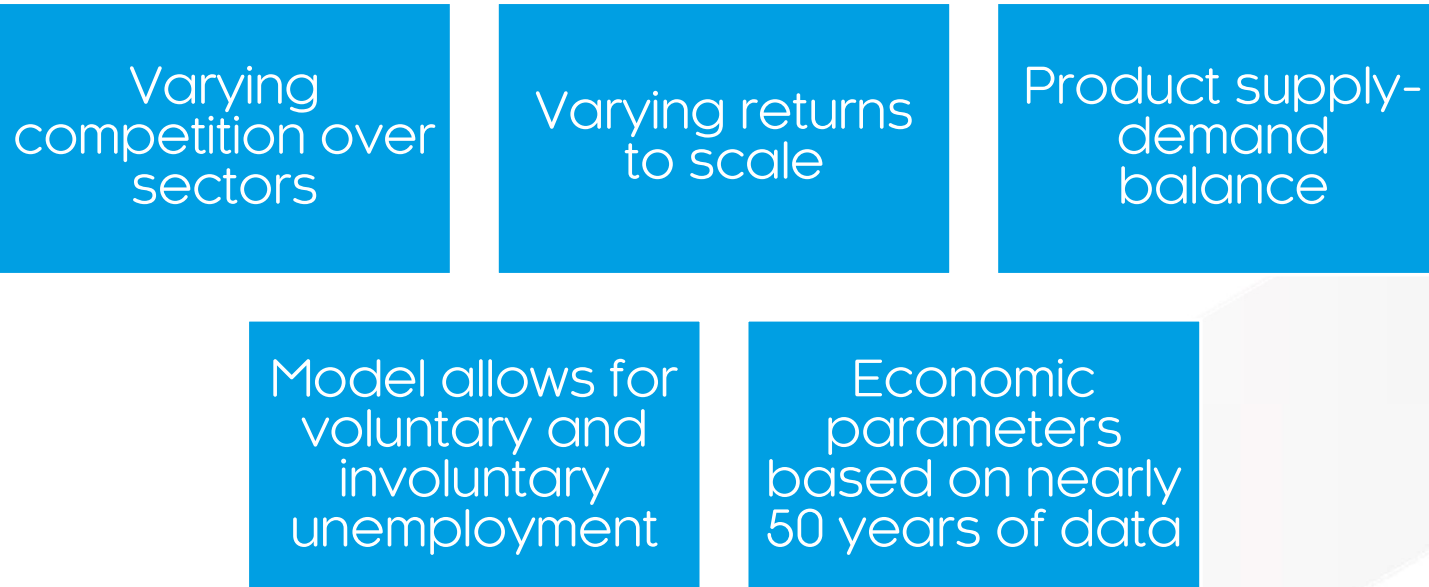 Varying
competition over
sectors
Varying returns
to scale
Product supply-
demand
balance
Model allows for
voluntary and
involuntary
unemployment
Economic
parameters
based on nearly
50 years of data